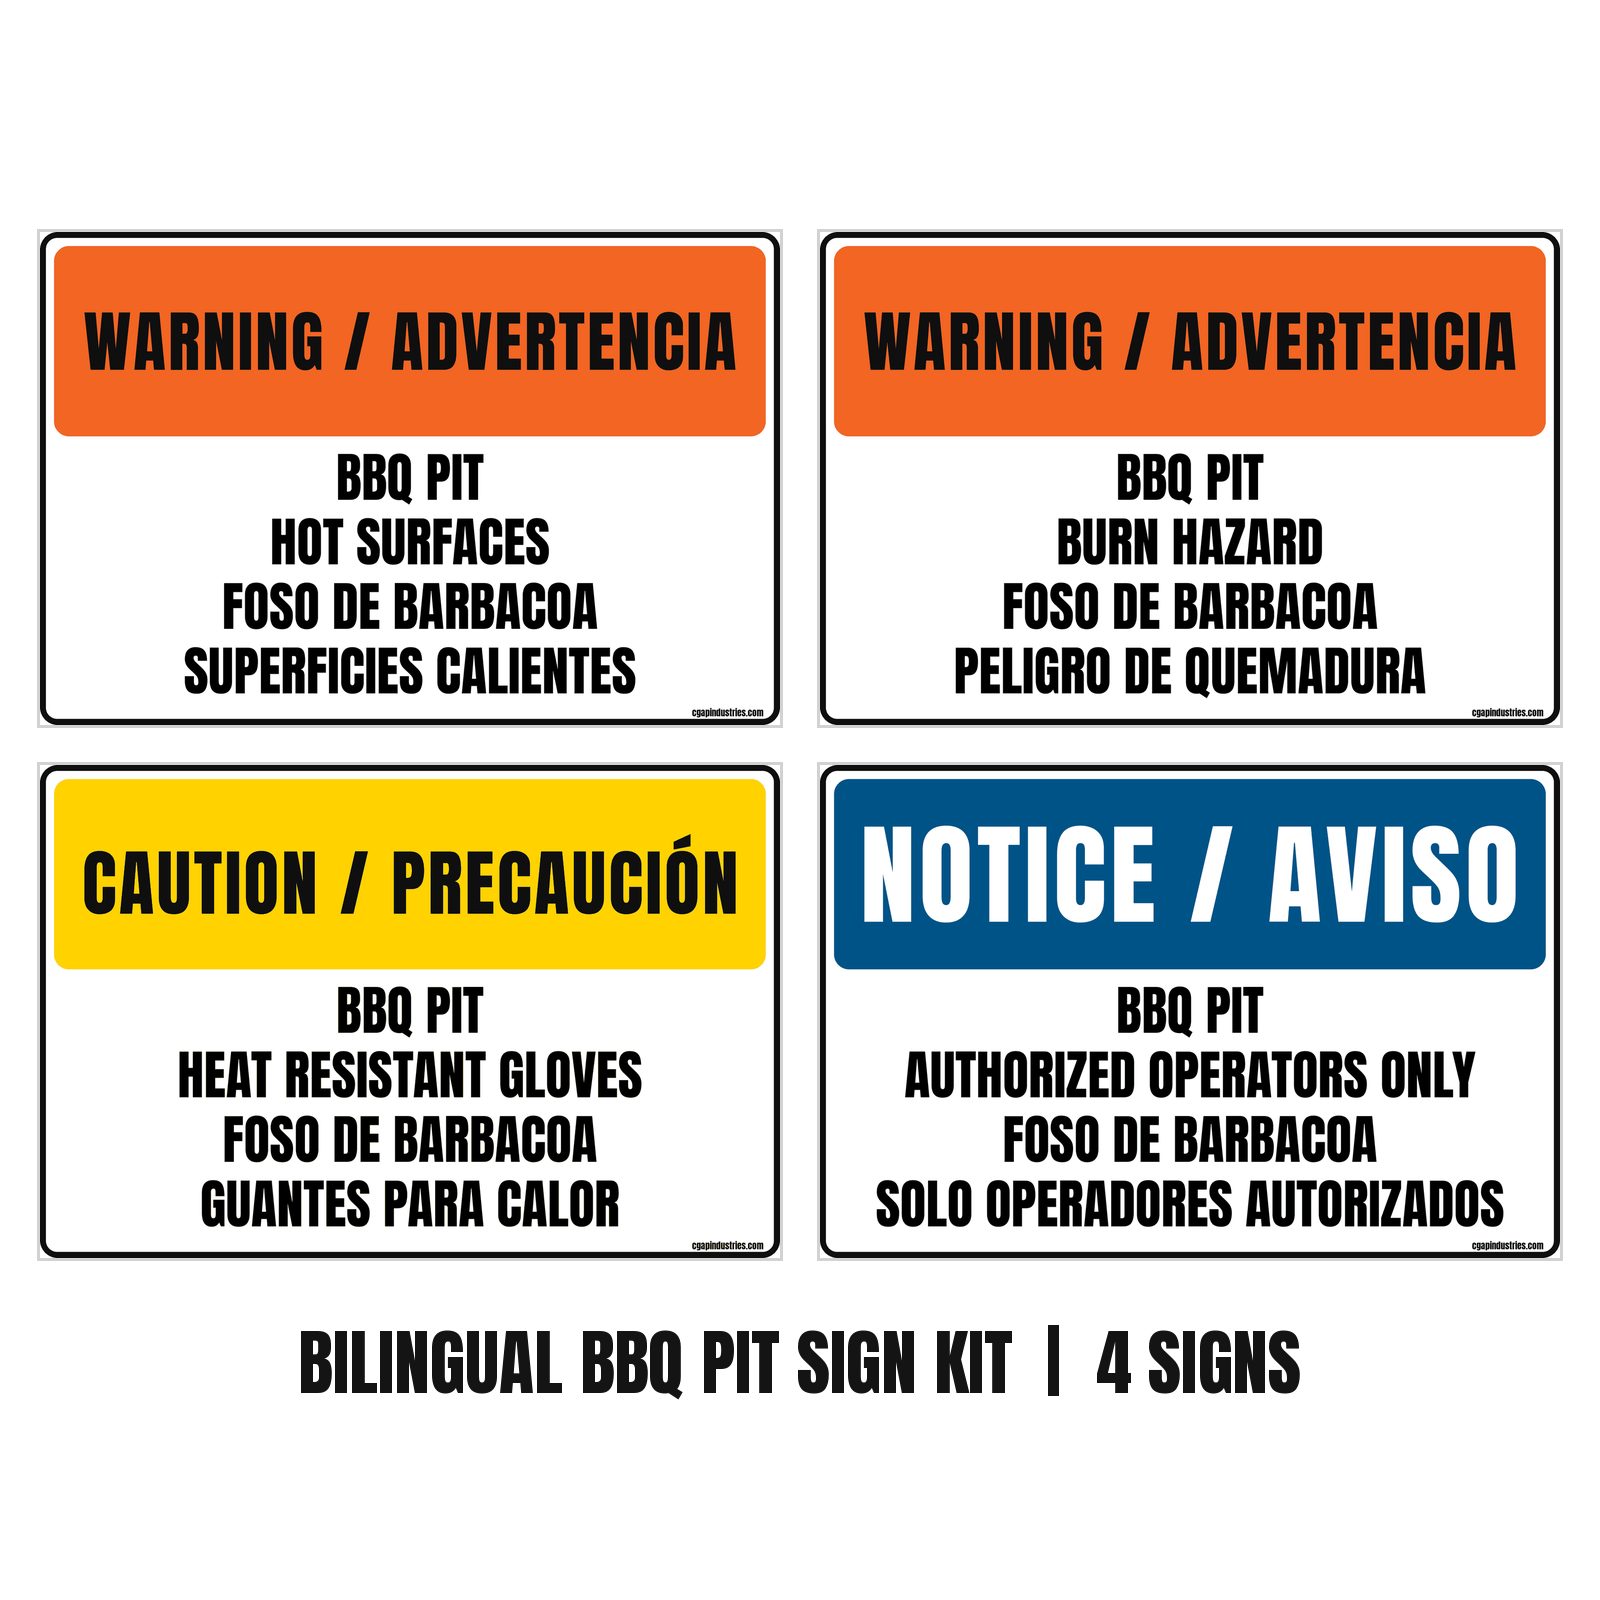 WARNING / ADVERTENCIA
BBQ PIT
HOT SURFACES
FOSO DE BARBACOA
SUPERFICIES CALIENTES
cgapindustries.com
WARNING / ADVERTENCIA
BBQ PIT
BURN HAZARD
FOSO DE BARBACOA
PELIGRO DE QUEMADURA
cgapindustries.com
CAUTION / PRECAUCIÓN
BBQ PIT
HEAT RESISTANT GLOVES
FOSO DE BARBACOA
GUANTES PARA CALOR
cgapindustries.com
NOTICE / AVISO
BBQ PIT
AUTHORIZED OPERATORS ONLY
FOSO DE BARBACOA
SOLO OPERADORES AUTORIZADOS
cgapindustries.com
BILINGUAL BBQ PIT SIGN KIT | 4 SIGNS